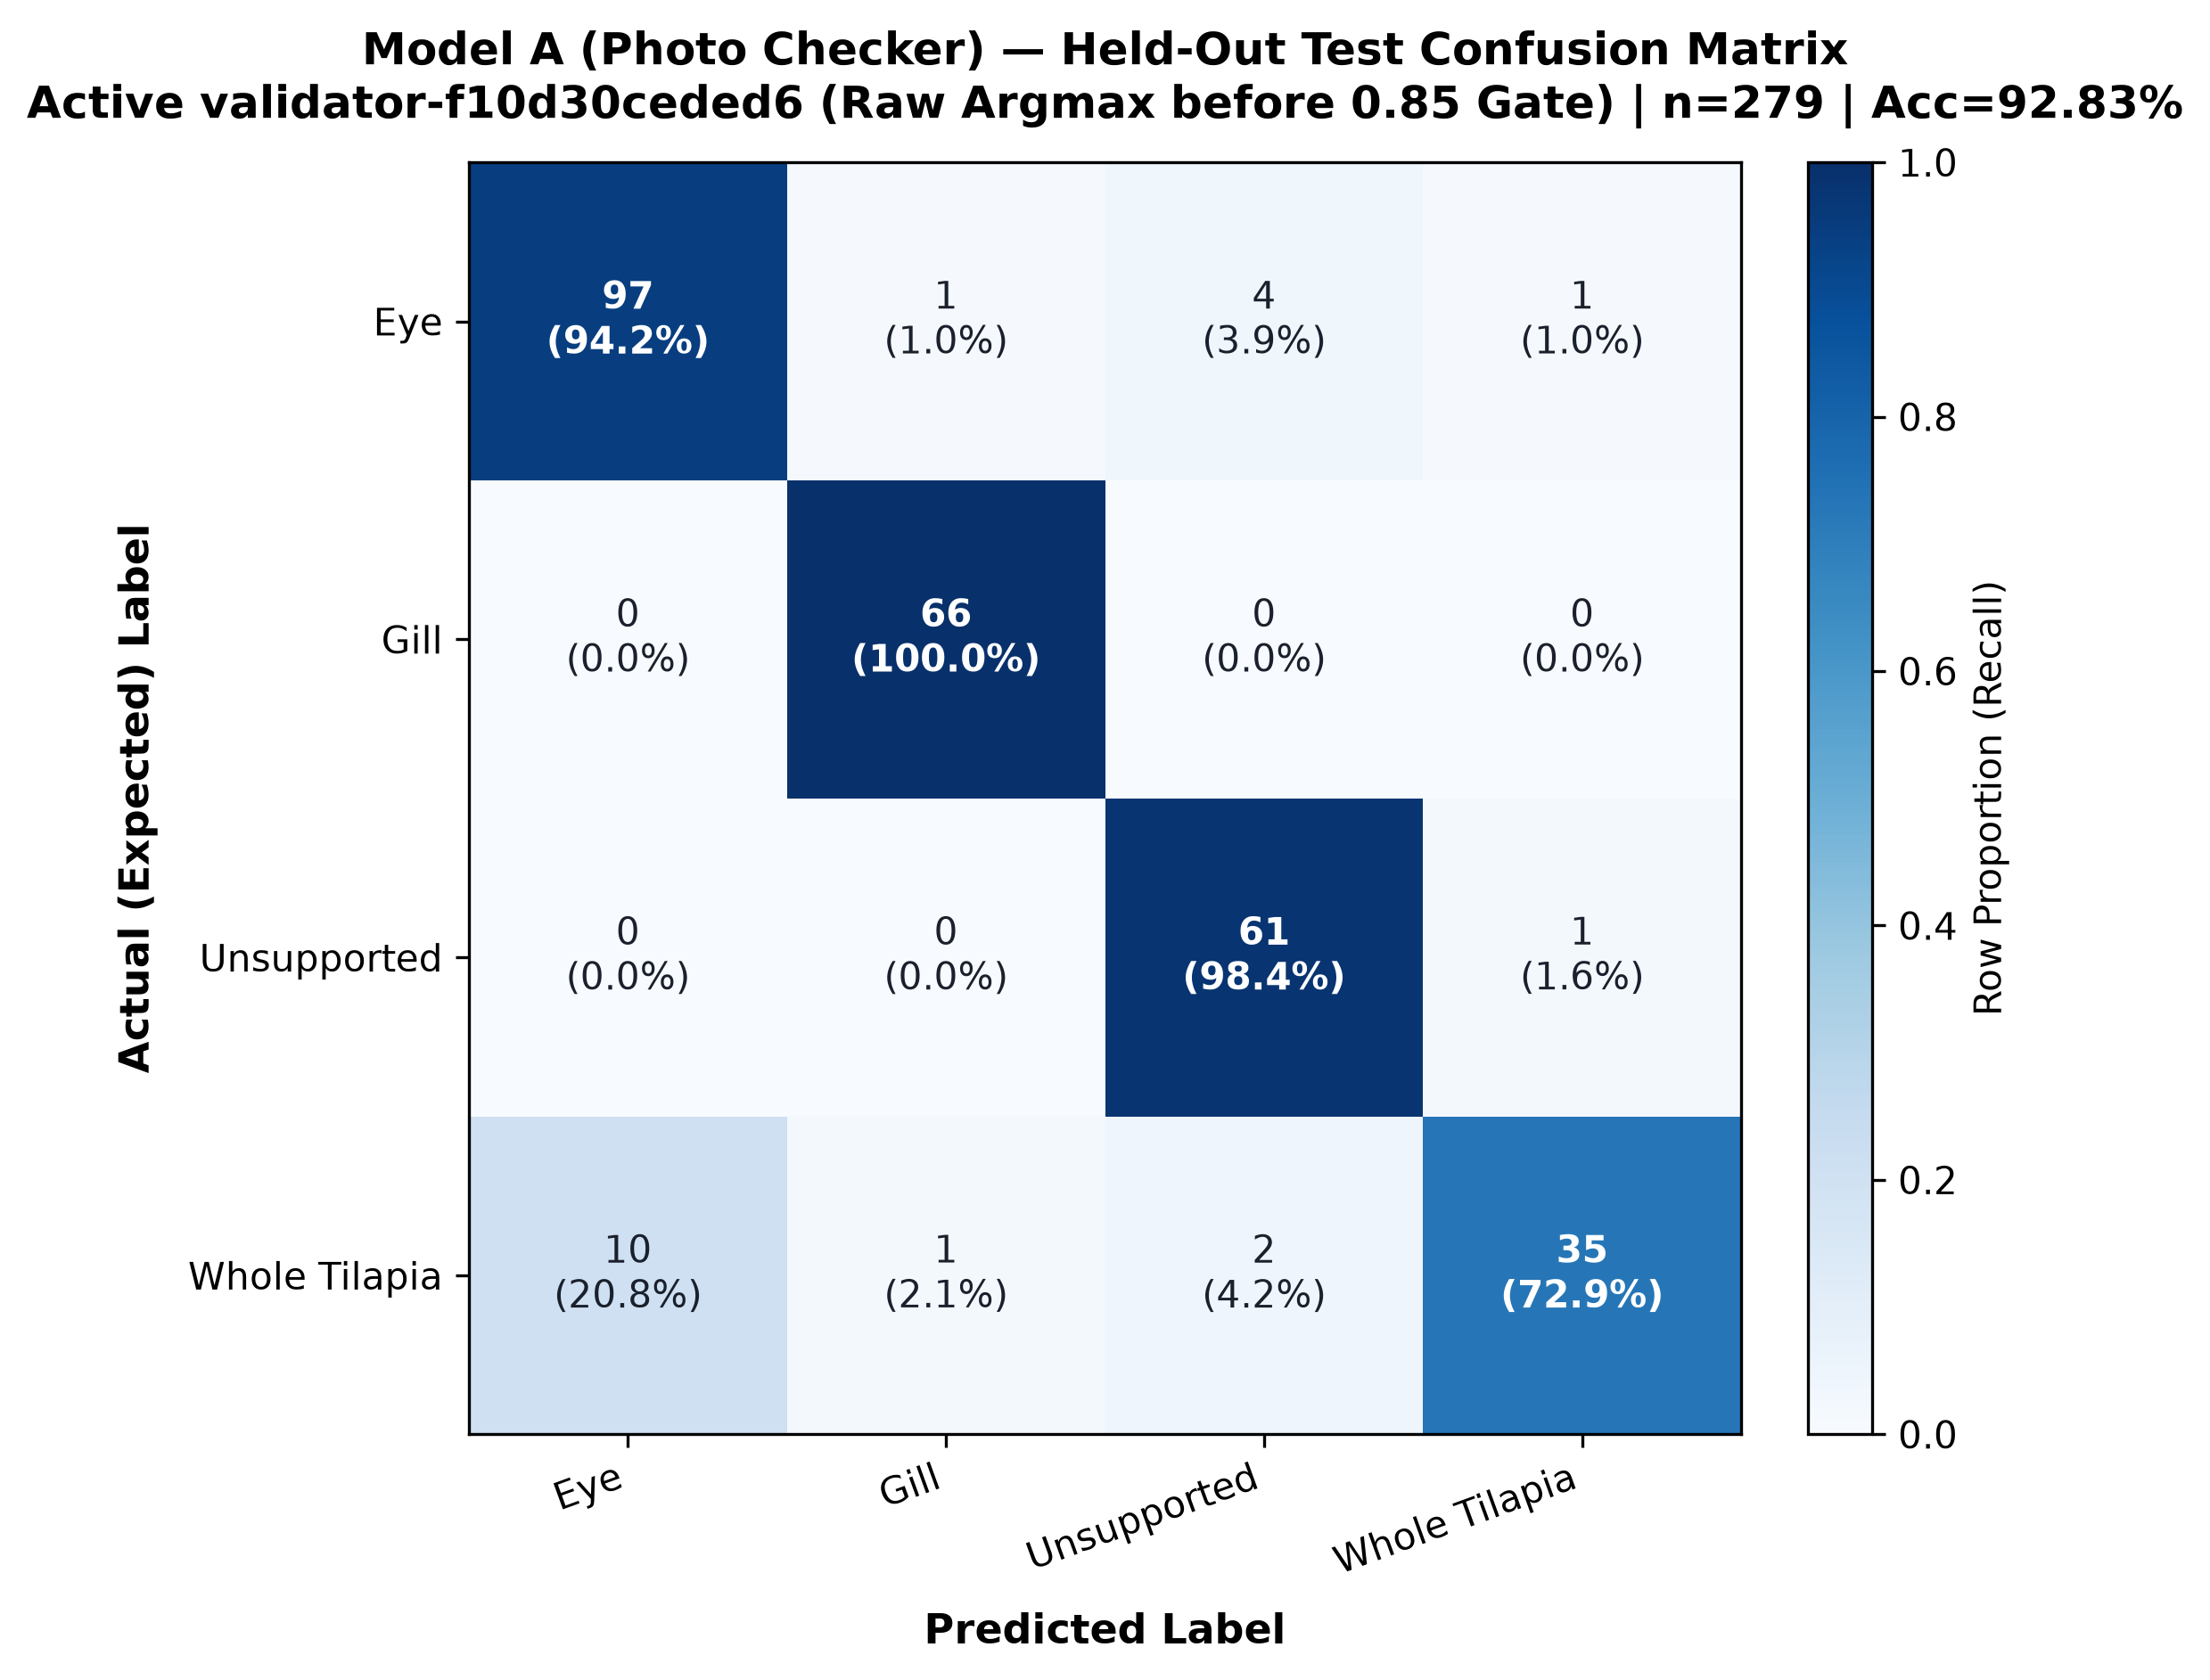 Model A (Photo Checker) — Held-Out Test Confusion Matrix
Active validator-f10d30ceded6 (Raw Argmax before 0.85 Gate) | n=279 | Acc=92.83%
Actual (Expected) Label
Eye
97
(94.2%)
1
(1.0%)
4
(3.9%)
1
(1.0%)
Gill
0
(0.0%)
66
(100.0%)
0
(0.0%)
0
(0.0%)
Unsupported
0
(0.0%)
0
(0.0%)
61
(98.4%)
1
(1.6%)
Whole Tilapia
10
(20.8%)
1
(2.1%)
2
(4.2%)
35
(72.9%)
Eye
Gill
Unsupported
Whole Tilapia
Predicted Label
1.0
0.8
0.6
0.4
0.2
0.0
Row Proportion (Recall)